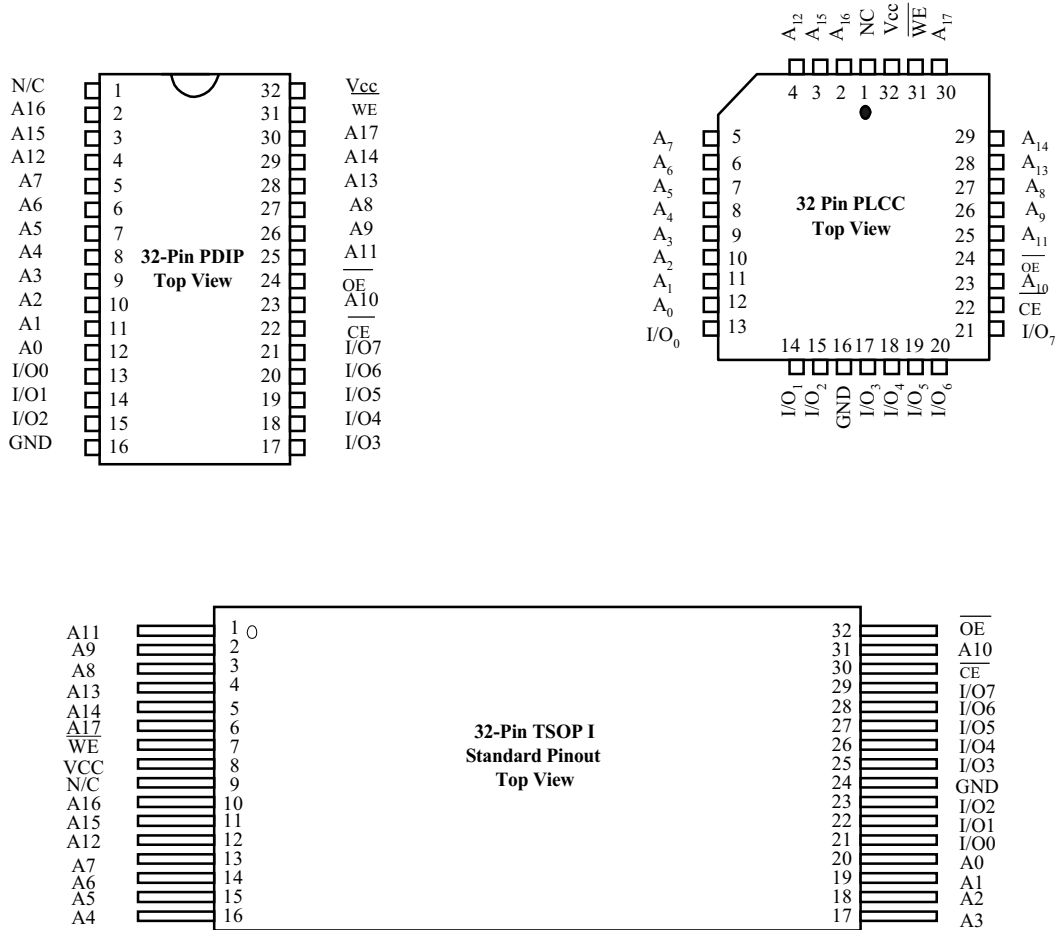 N/C 1 32 Vcc
A16 2 31 WE
A15 3 30 A17
A12 4 29 A14
A7 5 28 A13
A6 6 27 A8
A5 7 26 A9
A4 8 32-Pin PDIP 25 A11
A3 9 Top View 24 OE
A2 10 23 A10
A1 11 22 CE
A0 12 21 I/O7
I/O0 13 20 I/O6
I/O1 14 19 I/O5
I/O2 15 18 I/O4
GND 16 17 I/O3
A12 A15 A16 NC Vcc WE A17
4 3 2 1 32 31 30
A7 5 29 A14
A6 6 28 A13
A5 7 27 A8
A4 8 32 Pin PLCC 26 A9
A3 9 Top View 25 A11
A2 10 24 OE
A1 11 23 A10
A0 12 22 CE
I/O0 13 21 I/O7
14 15 16 17 18 19 20
I/O1 I/O2 GND I/O3 I/O4 I/O5 I/O6
A11 1 32 OE
A9 2 31 A10
A8 3 30 CE
A13 4 29 I/O7
A14 5 28 I/O6
A17 6 32-Pin TSOP I 27 I/O5
WE 7 Standard Pinout 26 I/O4
VCC 8 Top View 25 I/O3
N/C 9 24 GND
A16 10 23 I/O2
A15 11 22 I/O1
A12 12 21 I/O0
A7 13 20 A0
A6 14 19 A1
A5 15 18 A2
A4 16 17 A3